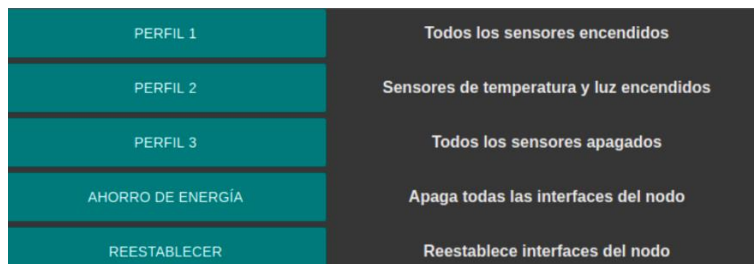 PERFIL 1 Todos los sensores encendidos
PERFIL 2 Sensores de temperatura y luz encendidos
PERFIL 3 Todos los sensores apagados
AHORRO DE ENERGÍA Apaga todas las interfaces del nodo
REESTABLECER Reestablece interfaces del nodo